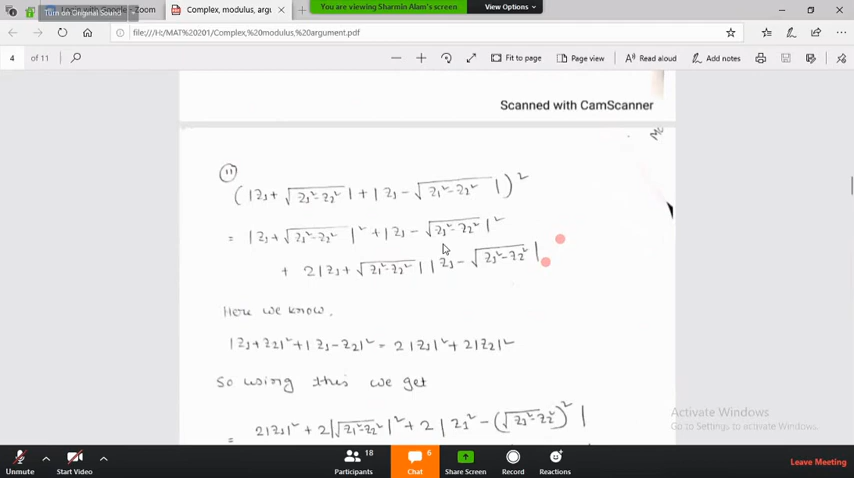 Turn on Original Sound
with Google - Zoom
Complex, modulus, argu
You are viewing Sharmin Alam's screen
View Options
file:///H:/MAT%20201/Complex,%20modulus,%20argument.pdf
4 of 11
Fit to page
Page view
Read aloud
Add notes
Scanned with CamScanner
11
(|z₁ + √(z₁²-z₂²)| + |z₁ - √(z₁²-z₂²)|)²
= |z₁ + √(z₁²-z₂²)|² + |z₁ - √(z₁²-z₂²)|²
+ 2|z₁ + √(z₁²-z₂²)| |z₁ - √(z₁²-z₂²)|
Here we know,
|z₁+z₂|² + |z₁-z₂|² = 2|z₁|² + 2|z₂|²
So using this we get
= 2|z₁|² + 2|√(z₁²-z₂²)|² + 2|z₁² - (√(z₁²-z₂²))²|
Activate Windows
Go to Settings to activate Windows.
Unmute
Start Video
18
Participants
6
Chat
Share Screen
Record
Reactions
Leave Meeting